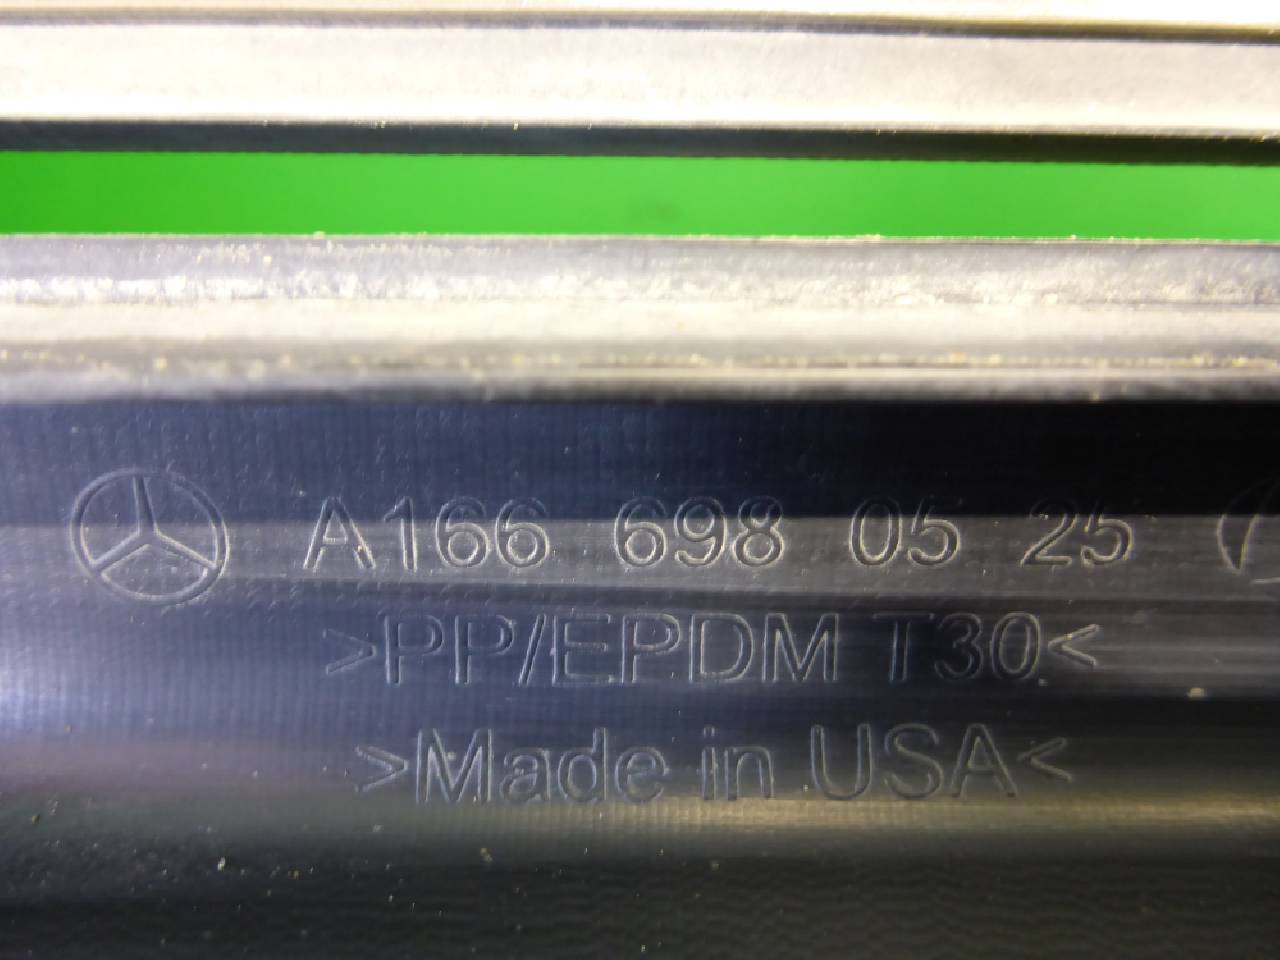 A166 698 05 25
>PP/EPDM T30<
>Made in USA<